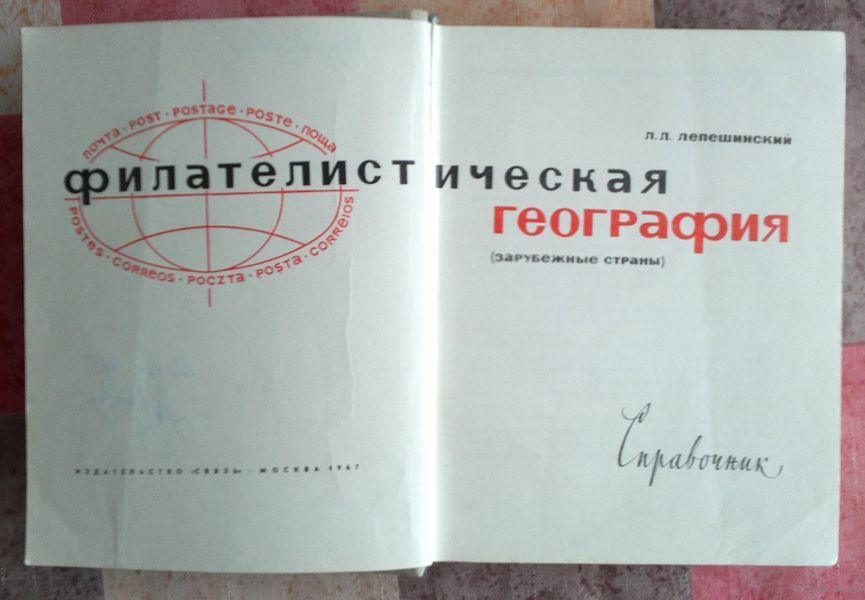 ПОЧТА · POST · POSTAGE · POSTE · ПОЩА
филателистическая
POSTES · CORREOS · POCZTA · POŞTA · CORREIOS
ИЗДАТЕЛЬСТВО «СВЯЗЬ» · МОСКВА 1967
Л. Л. Лепешинский
география
(зарубежные страны)
Справочник